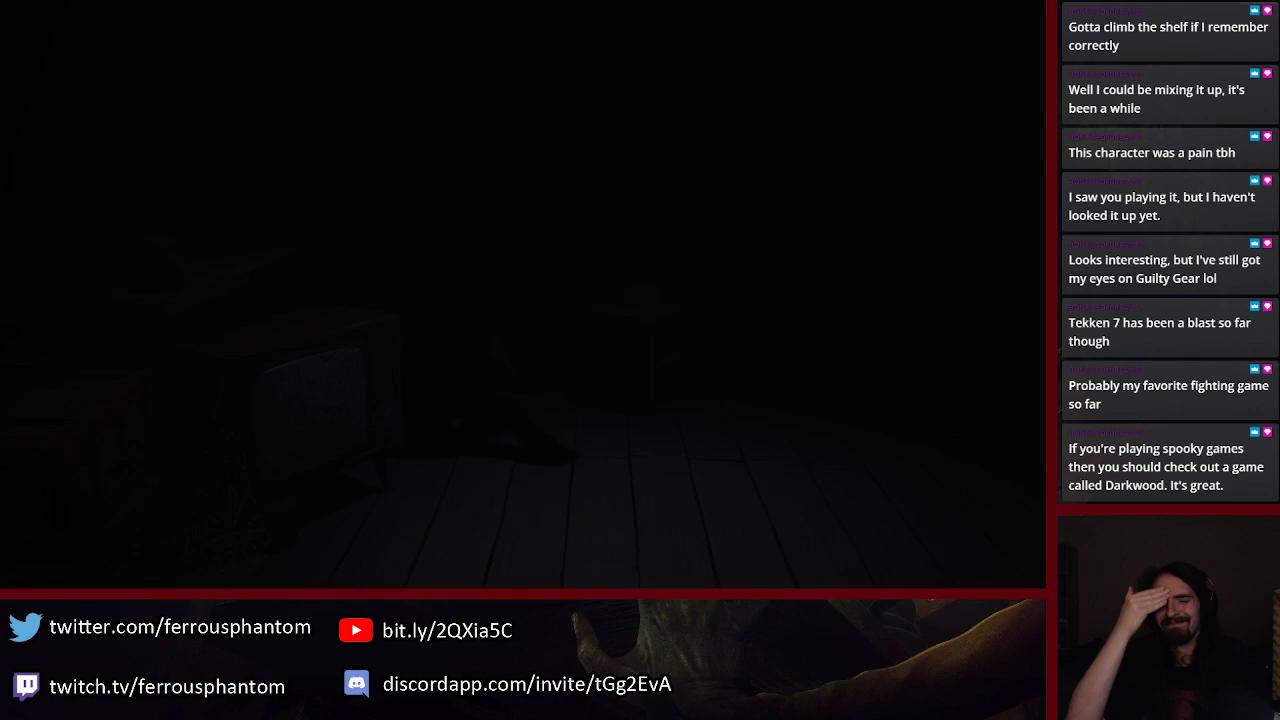 Gotta climb the shelf if I remember
correctly
Well I could be mixing it up, it's
been a while
This character was a pain tbh
I saw you playing it, but I haven't
looked it up yet.
Looks interesting, but I've still got
my eyes on Guilty Gear lol
Tekken 7 has been a blast so far
though
Probably my favorite fighting game
so far
If you're playing spooky games
then you should check out a game
called Darkwood. It's great.
twitter.com/ferrousphantom
bit.ly/2QXia5C
twitch.tv/ferrousphantom
discordapp.com/invite/tGg2EvA